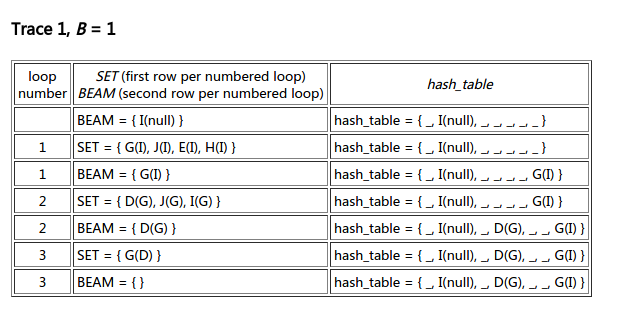 Trace 1, B = 1
loop number
SET (first row per numbered loop)
BEAM (second row per numbered loop)
hash_table
BEAM = { I(null) }
hash_table = { _, I(null), _, _, _, _, _ }
1
SET = { G(I), J(I), E(I), H(I) }
hash_table = { _, I(null), _, _, _, _, _ }
1
BEAM = { G(I) }
hash_table = { _, I(null), _, _, _, _, G(I) }
2
SET = { D(G), J(G), I(G) }
hash_table = { _, I(null), _, _, _, _, G(I) }
2
BEAM = { D(G) }
hash_table = { _, I(null), _, D(G), _, _, G(I) }
3
SET = { G(D) }
hash_table = { _, I(null), _, D(G), _, _, G(I) }
3
BEAM = { }
hash_table = { _, I(null), _, D(G), _, _, G(I) }